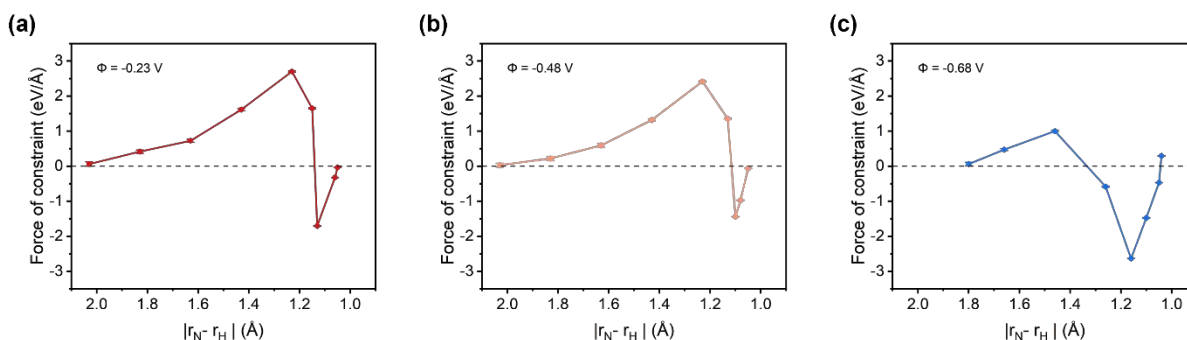 (a)
Force of constraint (eV/Å)
3
2
1
0
-1
-2
-3
Φ = -0.23 V
2.0 1.8 1.6 1.4 1.2 1.0
|rN- rH| (Å)
(b)
Force of constraint (eV/Å)
3
2
1
0
-1
-2
-3
Φ = -0.48 V
2.0 1.8 1.6 1.4 1.2 1.0
|rN- rH| (Å)
(c)
Force of constraint (eV/Å)
3
2
1
0
-1
-2
-3
Φ = -0.68 V
2.0 1.8 1.6 1.4 1.2 1.0
|rN- rH| (Å)